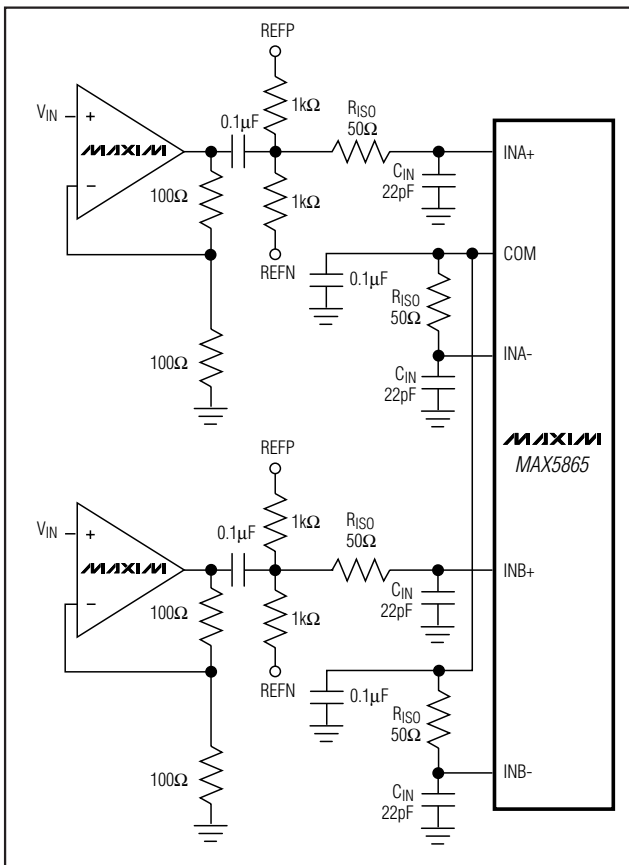 REFP
V_IN
+
MAXIM
−
0.1µF
1kΩ
R_ISO
50Ω
INA+
C_IN
22pF
100Ω
1kΩ
REFN
COM
0.1µF
R_ISO
50Ω
100Ω
INA-
C_IN
22pF
MAXIM
MAX5865
REFP
V_IN
+
MAXIM
−
0.1µF
1kΩ
R_ISO
50Ω
INB+
C_IN
22pF
100Ω
1kΩ
REFN
0.1µF
R_ISO
50Ω
100Ω
INB-
C_IN
22pF